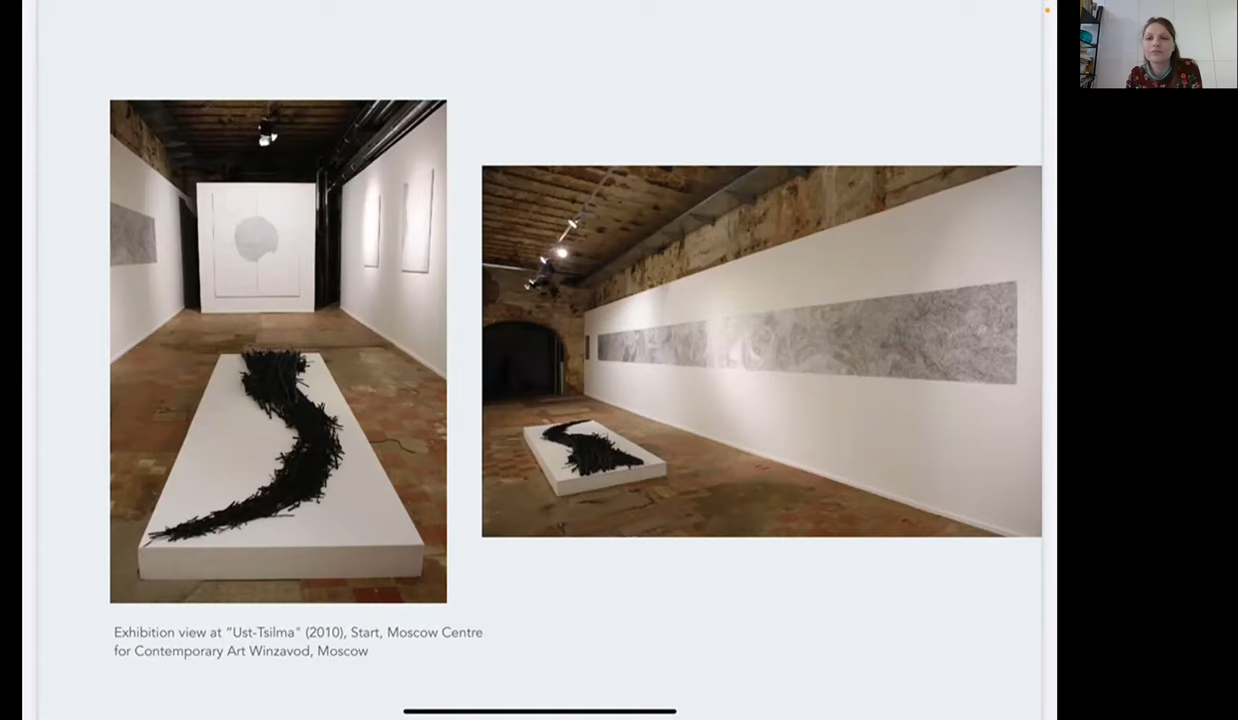 Exhibition view at “Ust-Tsilma" (2010), Start, Moscow Centre
for Contemporary Art Winzavod, Moscow